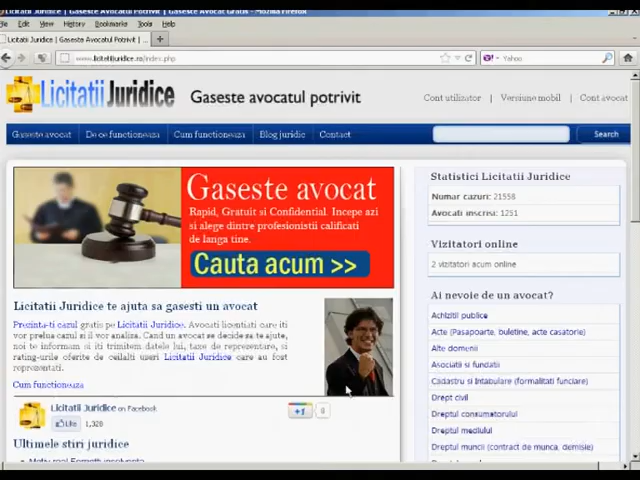 Licitatii Juridice | Gaseste Avocatul Potrivit | Gaseste Avocat Gratis - Mozilla Firefox
File Edit View History Bookmarks Tools Help
Licitatii Juridice | Gaseste Avocatul Potrivit | ...
www.licitatiijuridice.ro/index.php
Yahoo
Licitatii Juridice
Gaseste avocatul potrivit
Cont utilizator | Versiune mobil | Cont avocat
Gaseste avocat De ce functioneaza Cum functioneaza Blog juridic Contact Search
Gaseste avocat
Rapid, Gratuit si Confidential. Incepe azi
si alege dintre profesionistii calificati
de langa tine.
Cauta acum >>
Licitatii Juridice te ajuta sa gasesti un avocat
Prezinta-ti cazul gratis pe Licitatii Juridice. Avocati licentiati care iti
vor prelua cazul si il vor analiza. Cand un avocat se decide sa te ajute,
noi te informam si iti trimitem datele lui, taxe de reprezentare, si
rating-urile oferite de ceilalti useri Licitatii Juridice care au fost
reprezentati.
Cum functioneaza
Licitatii Juridice on Facebook
Like 1,328
+1 0
Ultimele stiri juridice
Statistici Licitatii Juridice
Numar cazuri: 21558
Avocati inscrisi: 1251
Vizitatori online
2 vizitatori acum online
Ai nevoie de un avocat?
Achizitii publice
Acte (Pasapoarte, buletine, acte casatorie)
Alte domenii
Asociatii si fundatii
Cadastru si Intabulare (formalitati funciare)
Drept civil
Dreptul consumatorului
Dreptul mediului
Dreptul muncii (contract de munca, demisie)